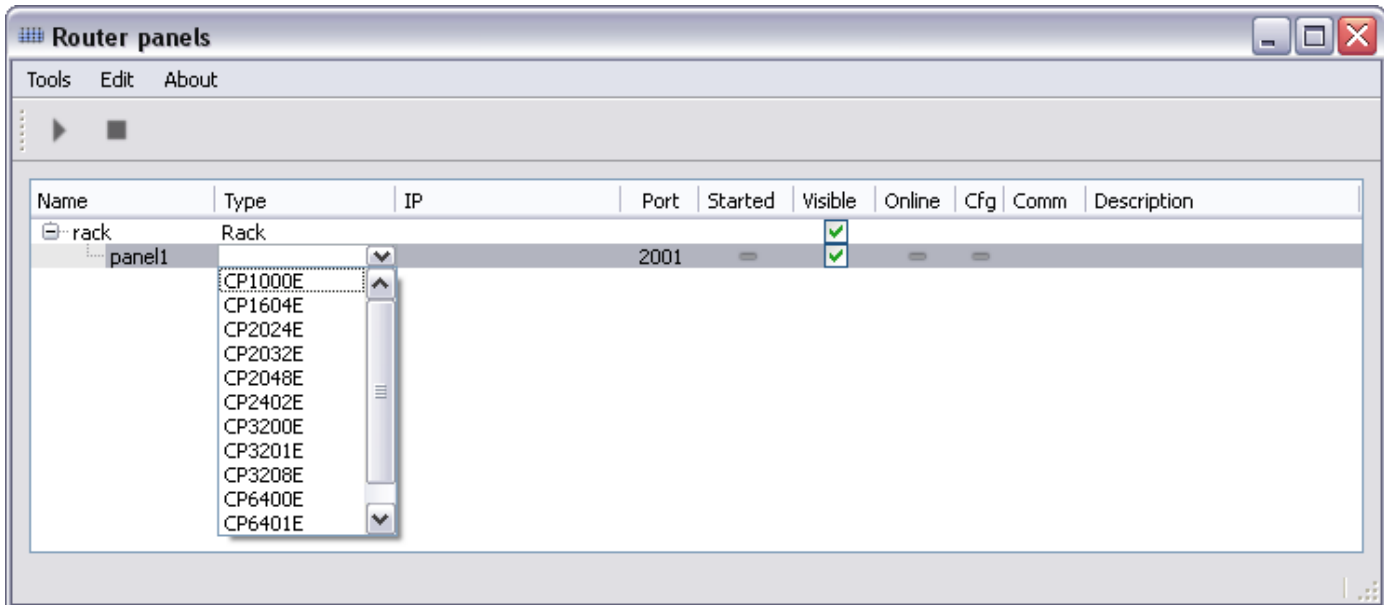 Router panels
Tools Edit About
Name Type IP Port Started Visible Online Cfg Comm Description
rack Rack
panel1 2001
CP1000E
CP1604E
CP2024E
CP2032E
CP2048E
CP2402E
CP3200E
CP3201E
CP3208E
CP6400E
CP6401E